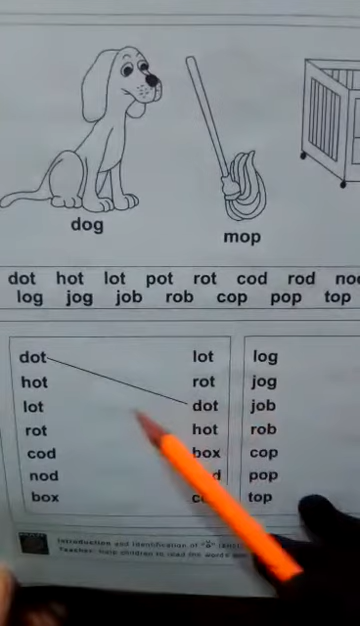 dog
mop
dot hot lot pot rot cod rod
log jog job rob cop pop top
dot lot
hot rot
lot dot
rot hot
cod box
nod
box
log
jog
job
rob
cop
pop
top
Introduction and identification of "o"
Teacher: Help children to read the words